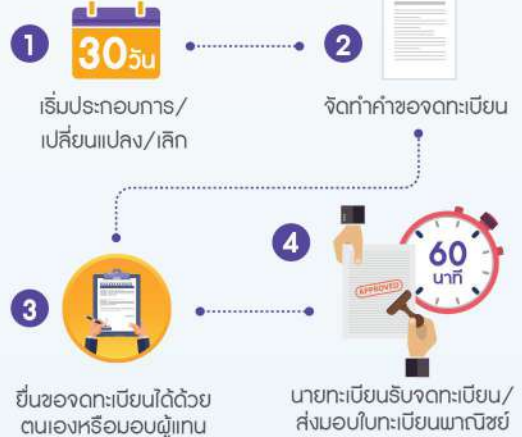 1
30วัน
เริ่มประกอบการ/
เปลี่ยนแปลง/เลิก
2
จัดทำคำขอจดทะเบียน
3
ยื่นขอจดทะเบียนได้ด้วย
ตนเองหรือมอบผู้แทน
4
APPROVED
60
นาที
นายทะเบียนรับจดทะเบียน/
ส่งมอบใบทะเบียนพาณิชย์